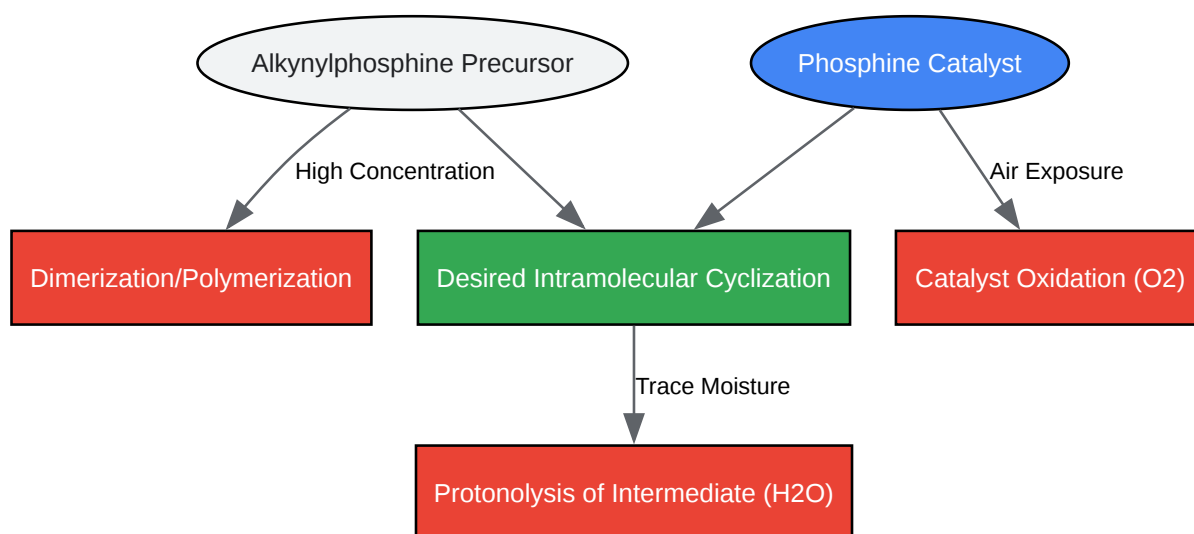 Alkynylphosphine Precursor
Phosphine Catalyst
High Concentration
Air Exposure
Dimerization/Polymerization
Desired Intramolecular Cyclization
Catalyst Oxidation (O2)
Trace Moisture
Protonolysis of Intermediate (H2O)